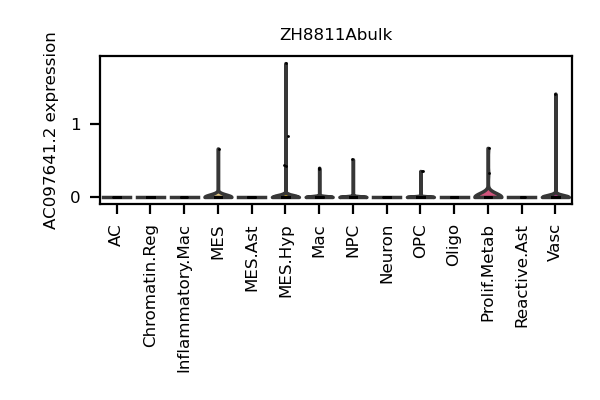 ZH8811Abulk
AC097641.2 expression
1
0
AC
Chromatin.Reg
Inflammatory.Mac
MES
MES.Ast
MES.Hyp
Mac
NPC
Neuron
OPC
Oligo
Prolif.Metab
Reactive.Ast
Vasc